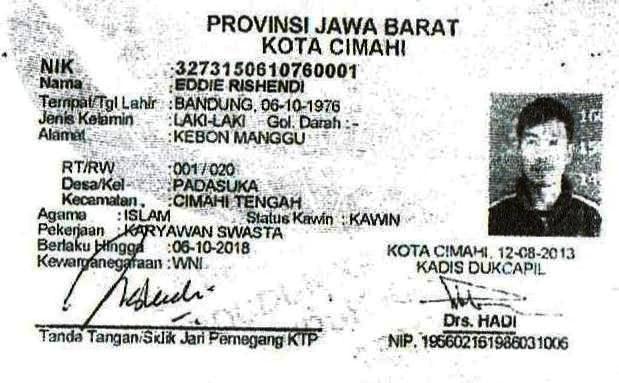 PROVINSI JAWA BARAT
KOTA CIMAHI
NIK :3273150610760001
Nama :EDDIE RISHENDI
Tempat/Tgl Lahir :BANDUNG, 06-10-1976
Jenis Kelamin :LAKI-LAKI Gol. Darah :-
Alamat :KEBON MANGGU
RT/RW :001/020
Desa/Kel :PADASUKA
Kecamatan :CIMAHI TENGAH
Agama :ISLAM Status Kawin :KAWIN
Pekerjaan :KARYAWAN SWASTA
Berlaku Hingga :06-10-2018
Kewarganegaraan :WNI
KOTA CIMAHI, 12-08-2013
KADIS DUKCAPIL
Drs. HADI
NIP. 195602161986031006
Tanda Tangan/Sidik Jari Pemegang KTP